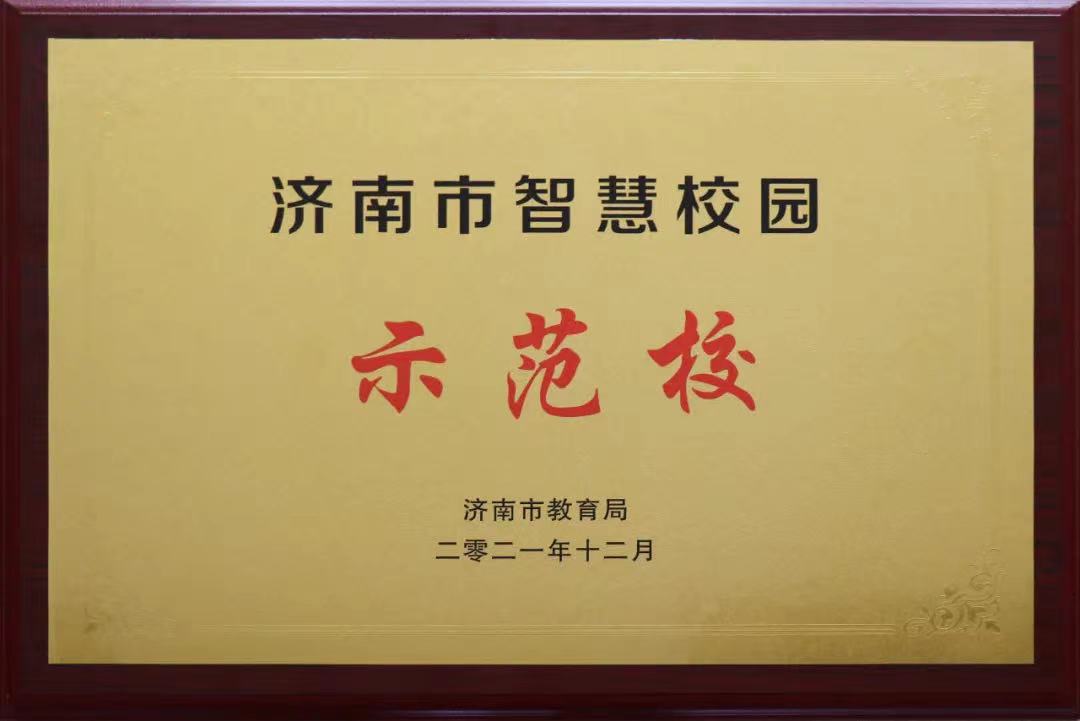 济南市智慧校园
示范校
济南市教育局
二零二一年十二月